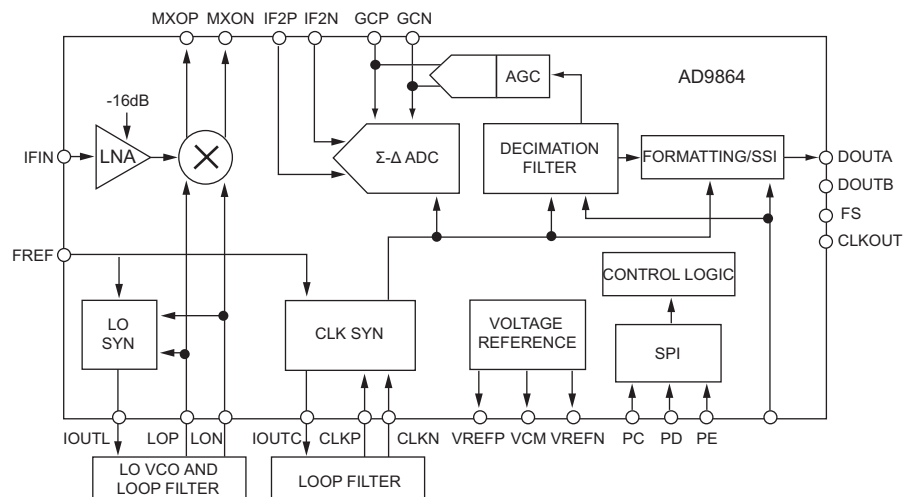 MXOP MXON IF2P IF2N GCP GCN
AGC
AD9864
-16dB
IFIN
LNA
Σ-Δ ADC
DECIMATION
FILTER
FORMATTING/SSI
DOUTA
DOUTB
FS
CLKOUT
FREF
CONTROL LOGIC
LO
SYN
CLK SYN
VOLTAGE
REFERENCE
SPI
IOUTL LOP LON IOUTC CLKP CLKN VREFP VCM VREFN PC PD PE
LO VCO AND
LOOP FILTER
LOOP FILTER